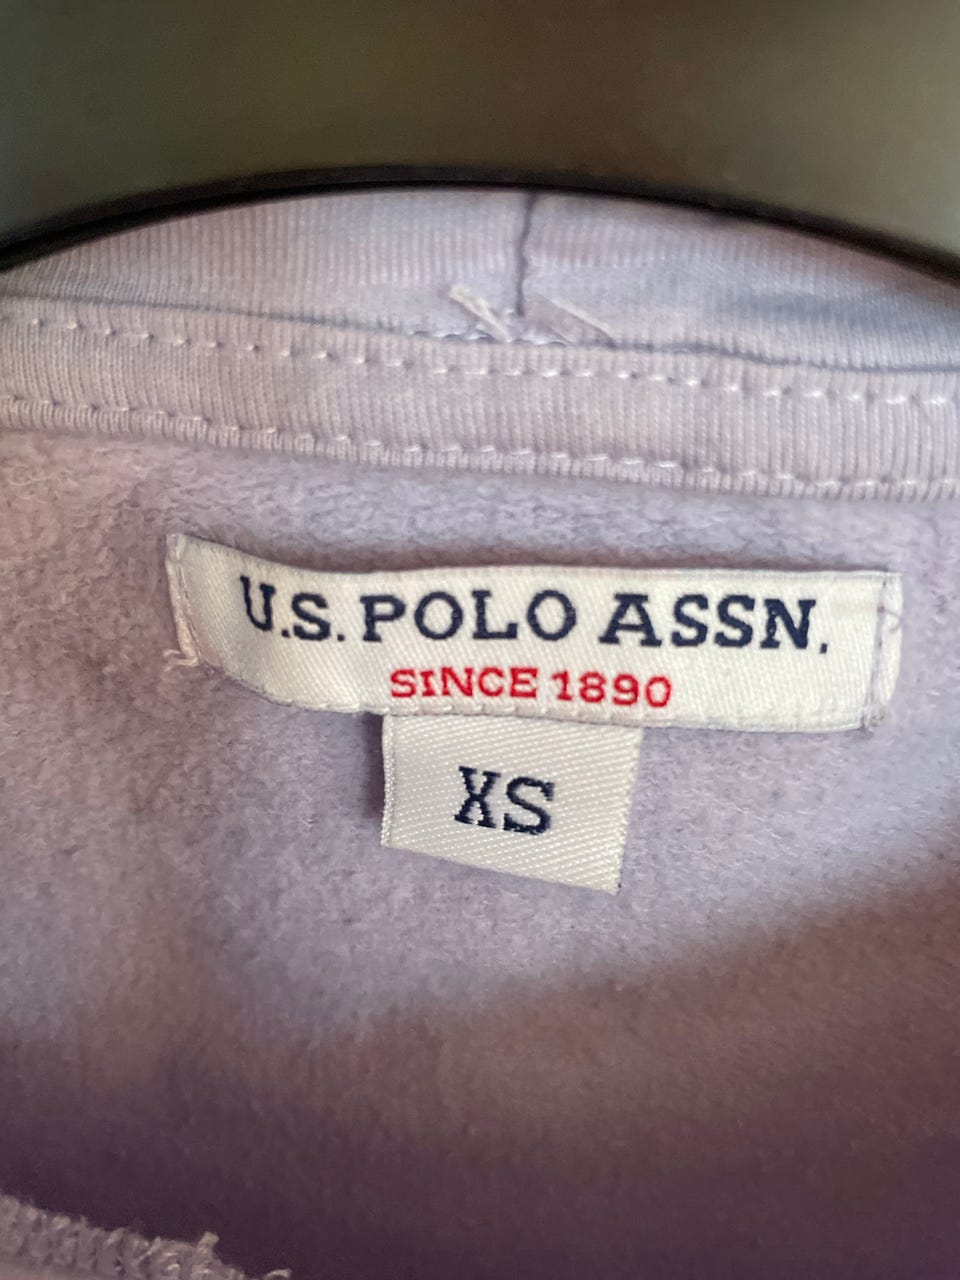 U.S. POLO ASSN.
SINCE 1890
XS